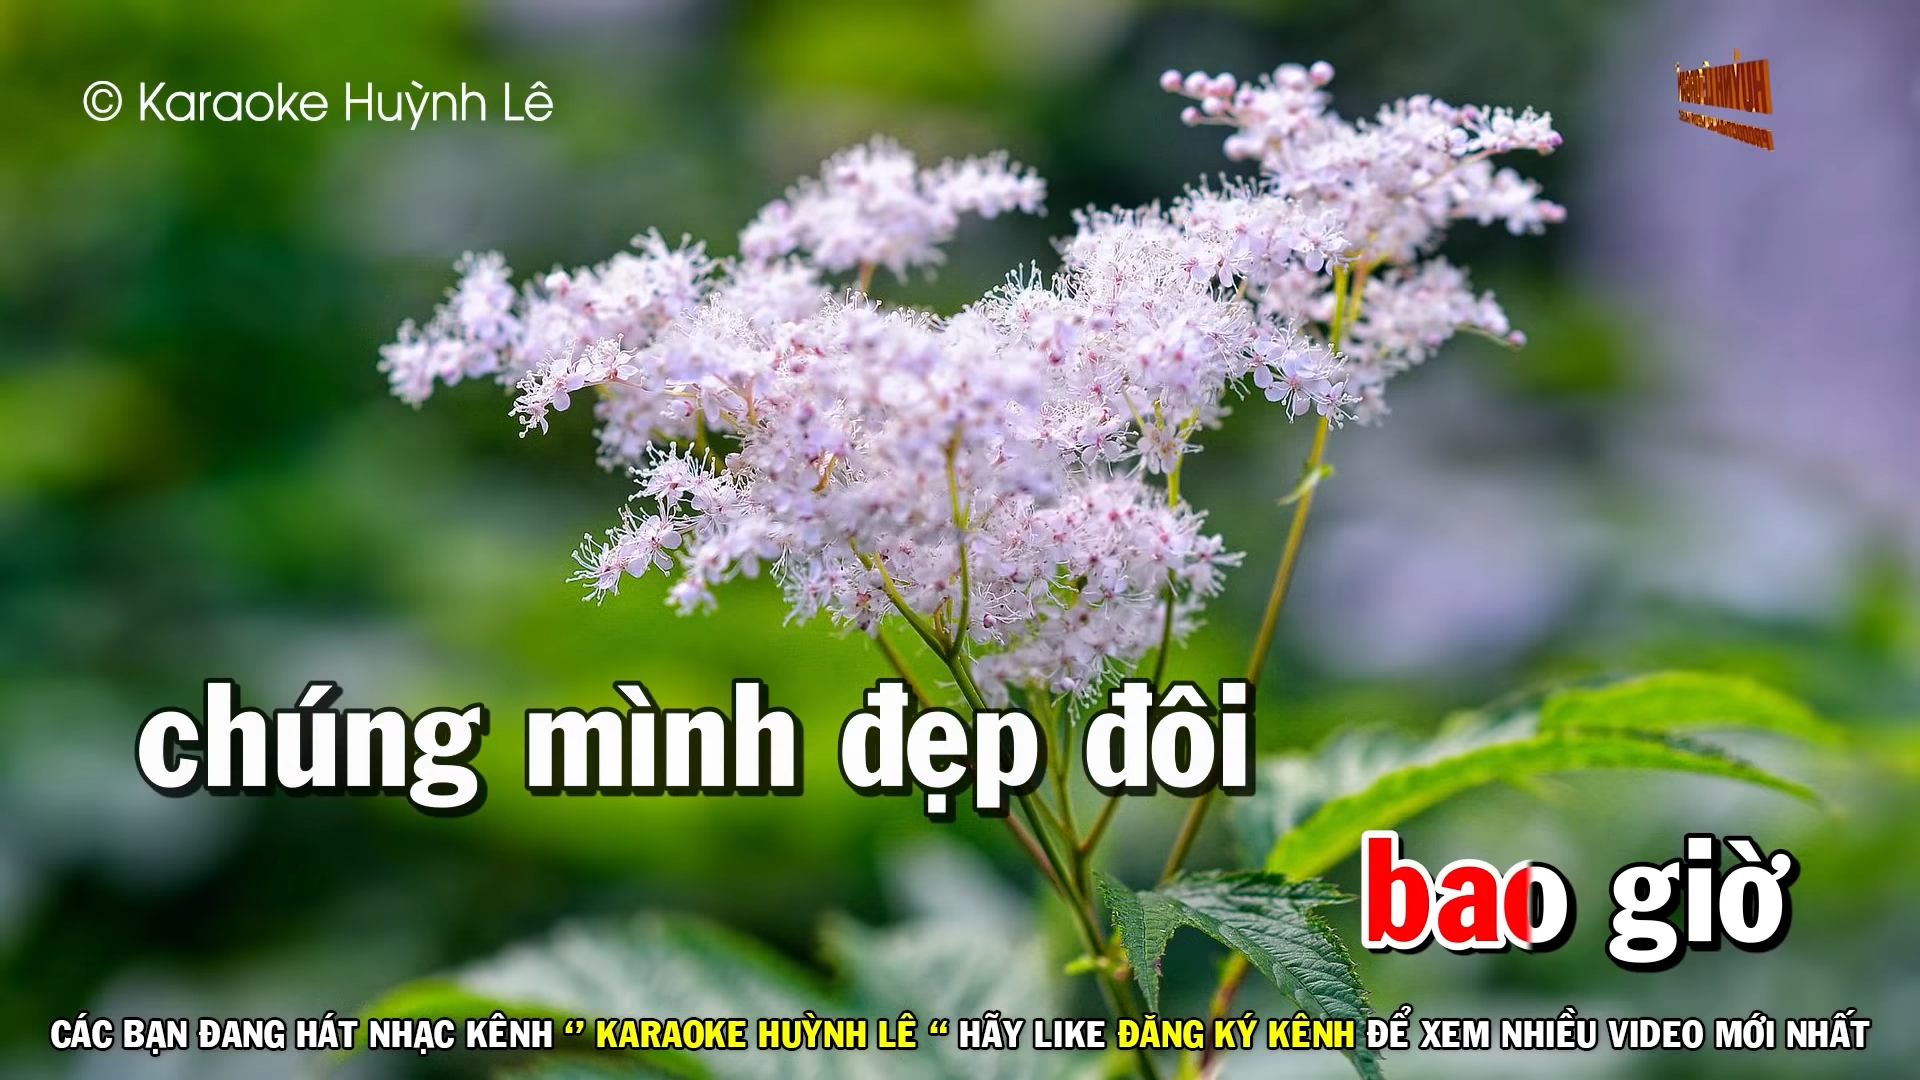 © Karaoke Huỳnh Lê
chúng mình đẹp đôi
bao giờ
CÁC BẠN ĐANG HÁT NHẠC KÊNH ‘’ KARAOKE HUỲNH LÊ “ HÃY LIKE ĐĂNG KÝ KÊNH ĐỂ XEM NHIỀU VIDEO MỚI NHẤT